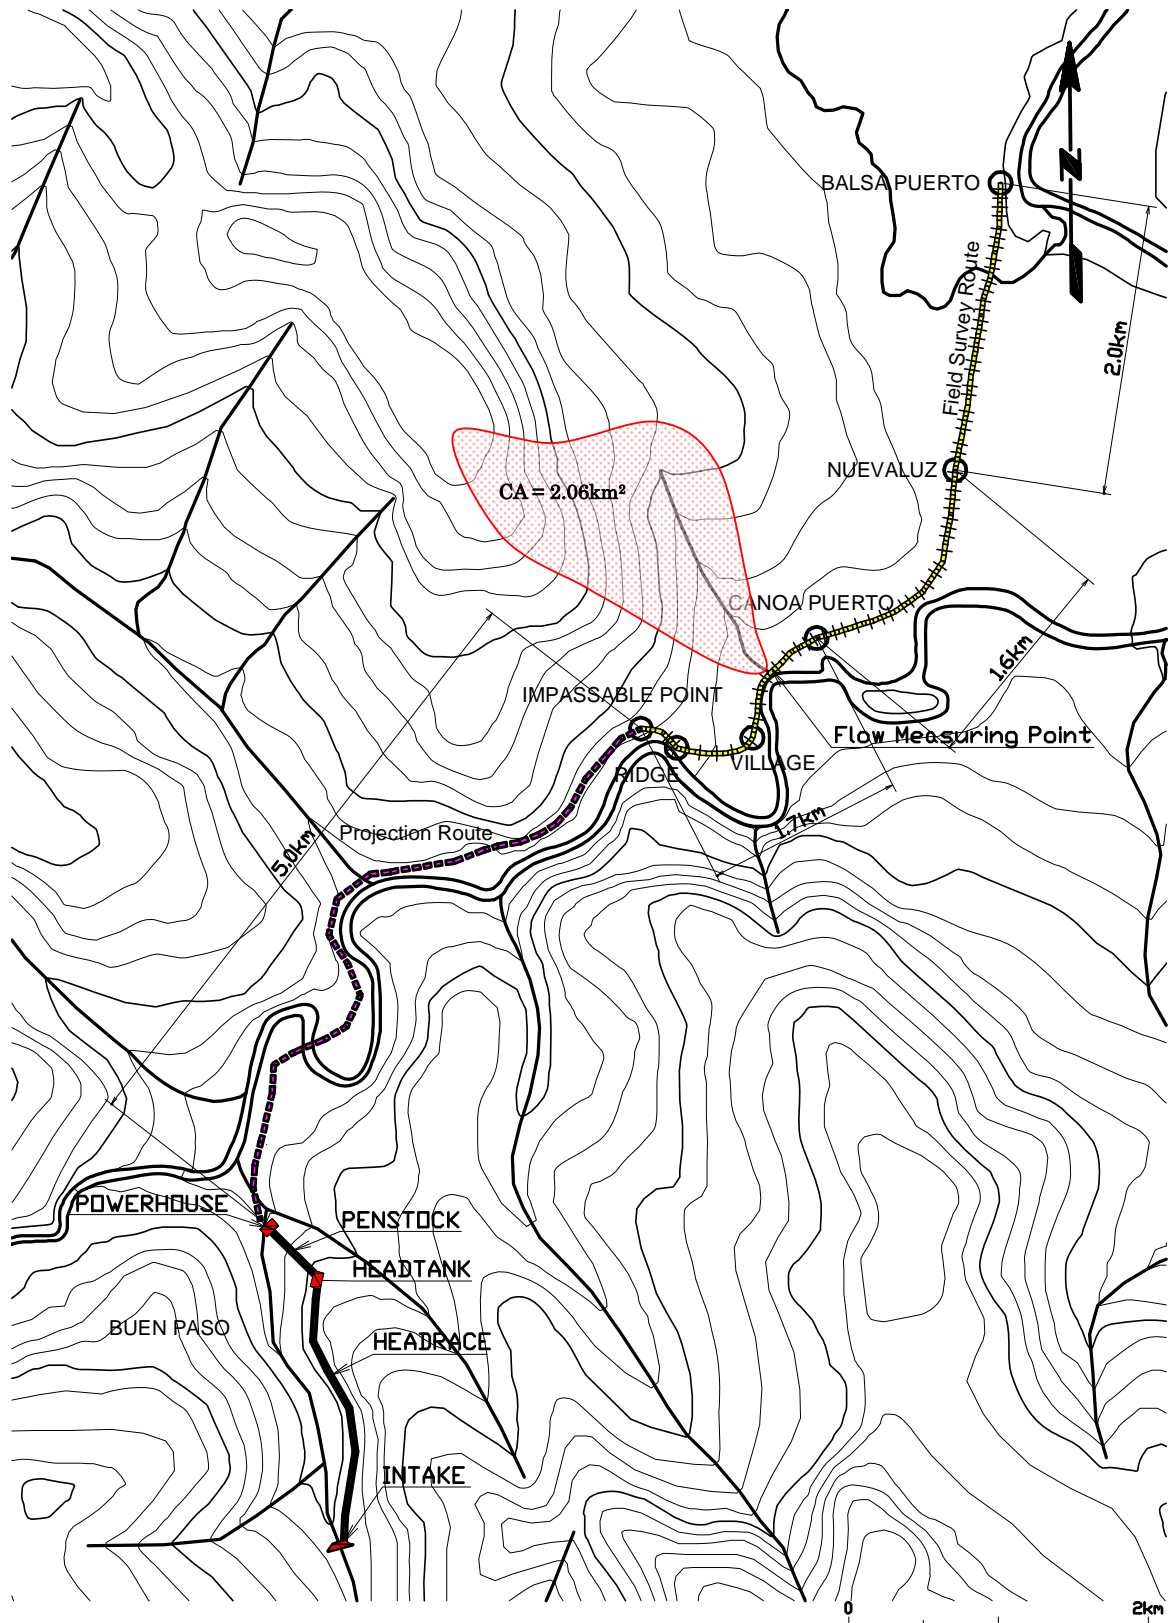 N
BALSA PUERTO
Field Survey Route
2.0km
NUEVALUZ
CA = 2.06km²
CANOA PUERTO
1.6km
IMPASSABLE POINT
Flow Measuring Point
VILLAGE
RIDGE
1.7km
Projection Route
5.0km
POWERHOUSE
PENSTOCK
HEADTANK
BUEN PASO
HEADRACE
INTAKE
0 2km